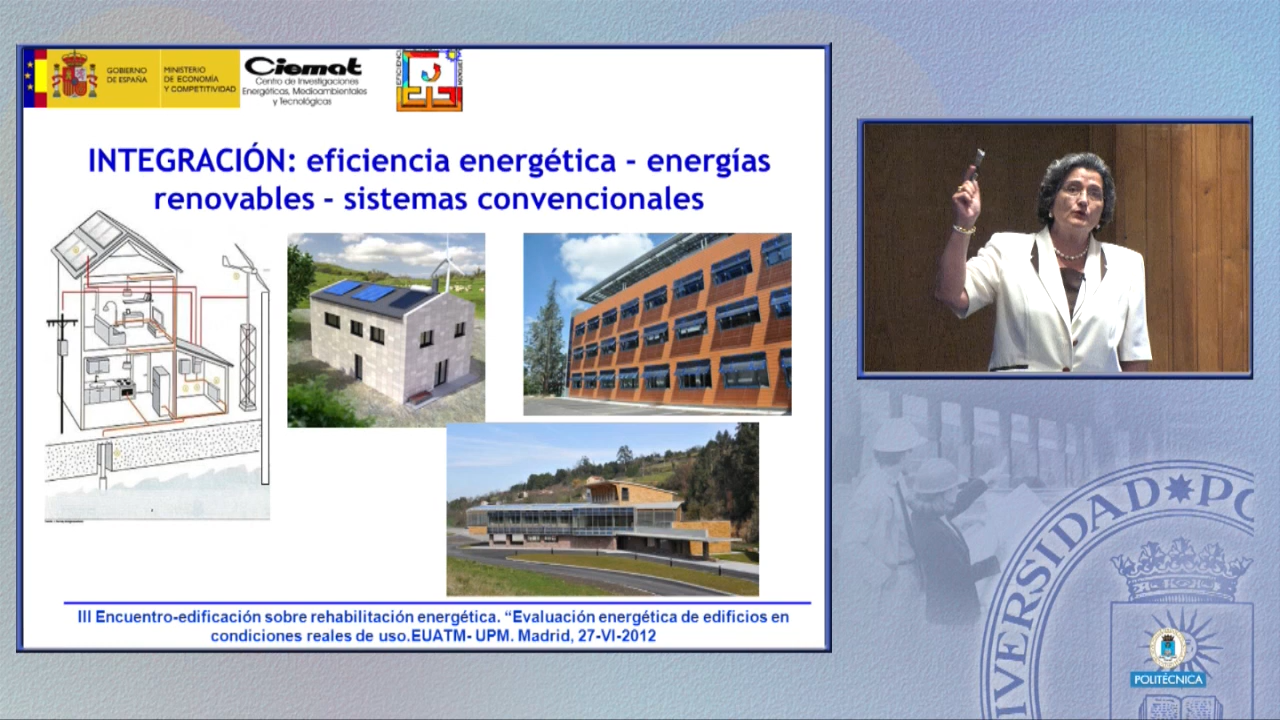 GOBIERNO
DE ESPAÑA
MINISTERIO
DE ECONOMÍA
Y COMPETITIVIDAD
Ciemat
Centro de Investigaciones
Energéticas, Medioambientales
y Tecnológicas
INTEGRACIÓN: eficiencia energética - energías
renovables - sistemas convencionales
III Encuentro-edificación sobre rehabilitación energética. “Evaluación energética de edificios en
condiciones reales de uso.EUATM- UPM. Madrid, 27-VI-2012
IVERSIDAD PO
POLITÉCNICA